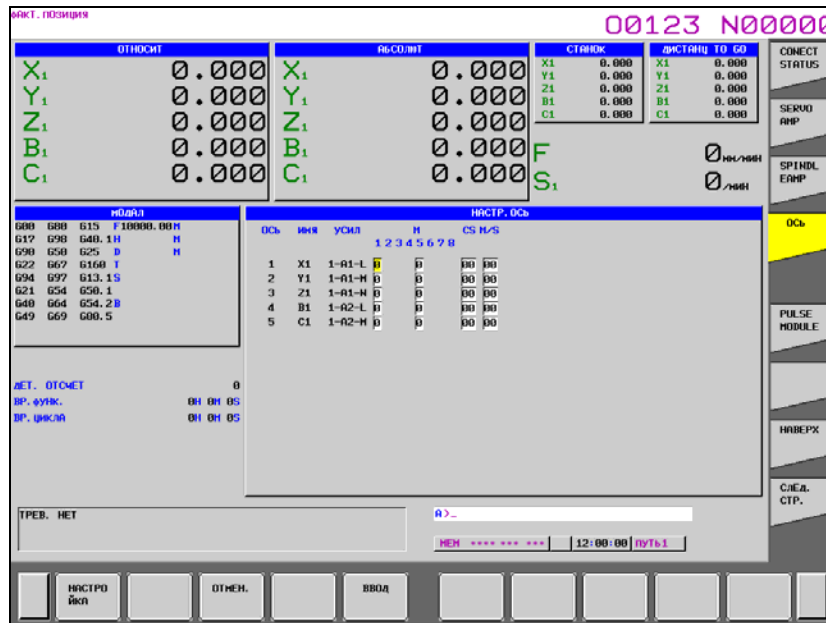 ФАКТ. ПОЗИЦИЯ
O0123 N0000
ОТНОСИТ
X1 0.000
Y1 0.000
Z1 0.000
B1 0.000
C1 0.000
АБСОЛЮТ
X1 0.000
Y1 0.000
Z1 0.000
B1 0.000
C1 0.000
СТАНОК
X1 0.000
Y1 0.000
Z1 0.000
B1 0.000
C1 0.000
ДИСТАНЦ TO GO
X1 0.000
Y1 0.000
Z1 0.000
B1 0.000
C1 0.000
F 0 мм/мин
S1 0 /мин
МОДАЛ
G00 G80 G15 F10000.00M
G17 G98 G40.1H M
G90 G50 G25 D M
G22 G67 G160 T
G94 G97 G13.1S
G21 G54 G50.1
G40 G64 G54.2B
G49 G69 G80.5
ДЕТ. ОТСЧЕТ 0
ВР. ФУНК. 0H 0M 0S
ВР. ЦИКЛА 0H 0M 0S
НАСТР. ОСЬ
ОСЬ ИМЯ УСИЛ M CS M/S
1 2 3 4 5 6 7 8
1 X1 1-A1-L 0 0 00 00
2 Y1 1-A1-M 0 0 00 00
3 Z1 1-A1-N 0 0 00 00
4 B1 1-A2-L 0 0 00 00
5 C1 1-A2-M 0 0 00 00
ТРЕВ. НЕТ
A>_
MEM **** *** *** 12:00:00 ПУТЬ1
CONECT
STATUS
SERVO
AMP
SPINDL
EAMP
ОСЬ
PULSE
MODULE
НАВЕРХ
СЛЕД.
СТР.
НАСТРО
ЙКА
ОТМЕН.
ВВОД